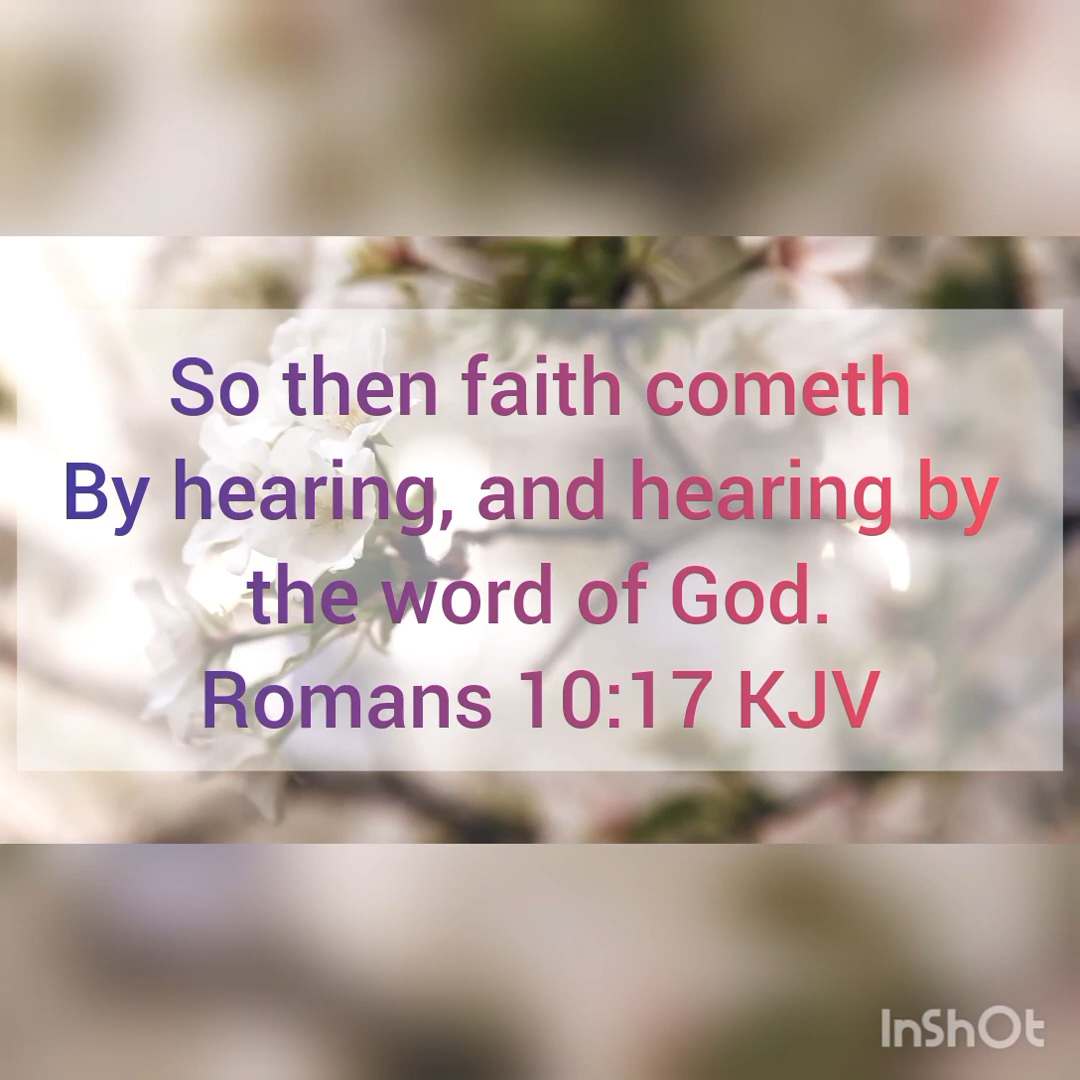 So then faith cometh
By hearing, and hearing by
the word of God.
Romans 10:17 KJV
InShOt